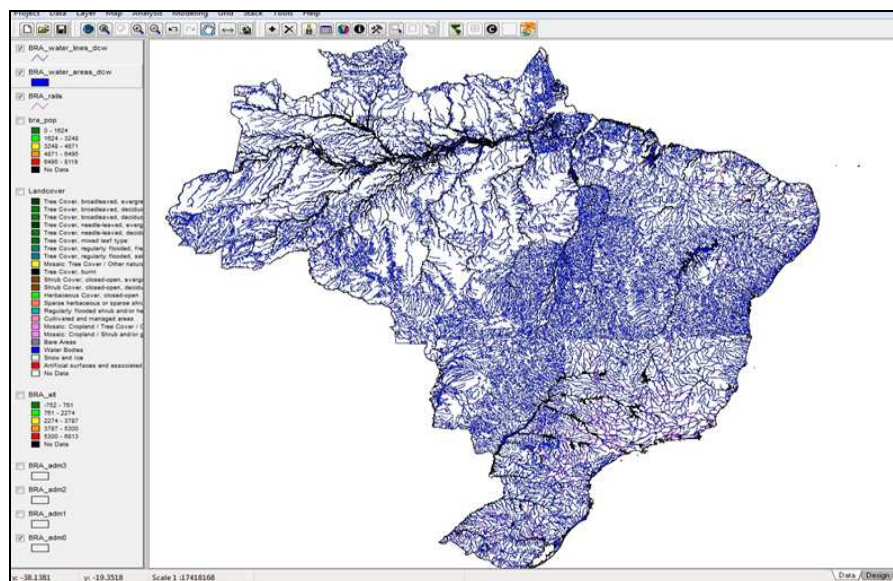 Project Data Layer Map Analysis Modeling Grid Stack Tools Help
BRA_water_lines_dcw
BRA_water_areas_dcw
BRA_rails
bra_pop
0 - 1624
1624 - 3248
3248 - 4871
4871 - 6495
6495 - 8119
No Data
Landcover
Tree Cover, broadleaved, evergre
Tree Cover, broadleaved, deciduc
Tree Cover, broadleaved, deciduc
Tree Cover, needle-leaved, everg
Tree Cover, needle-leaved, decid
Tree Cover, mixed leaf type
Tree Cover, regularly flooded, fre
Tree Cover, regularly flooded, sal
Mosaic: Tree Cover / Other natur
Tree Cover, burnt
Shrub Cover, closed-open, everg
Shrub Cover, closed-open, decidu
Herbaceous Cover, closed-open
Sparse herbaceous or sparse shru
Regularly flooded shrub and/or he
Cultivated and managed areas
Mosaic: Cropland / Tree Cover / O
Mosaic: Cropland / Shrub and/or g
Bare Areas
Water Bodies
Snow and Ice
Artificial surfaces and associated
No Data
BRA_alt
-752 - 761
761 - 2274
2274 - 3787
3787 - 5300
5300 - 6813
No Data
BRA_adm3
BRA_adm2
BRA_adm1
BRA_adm0
x: -38.1381 y: -19.3518 Scale 1 :17418168 Data Design